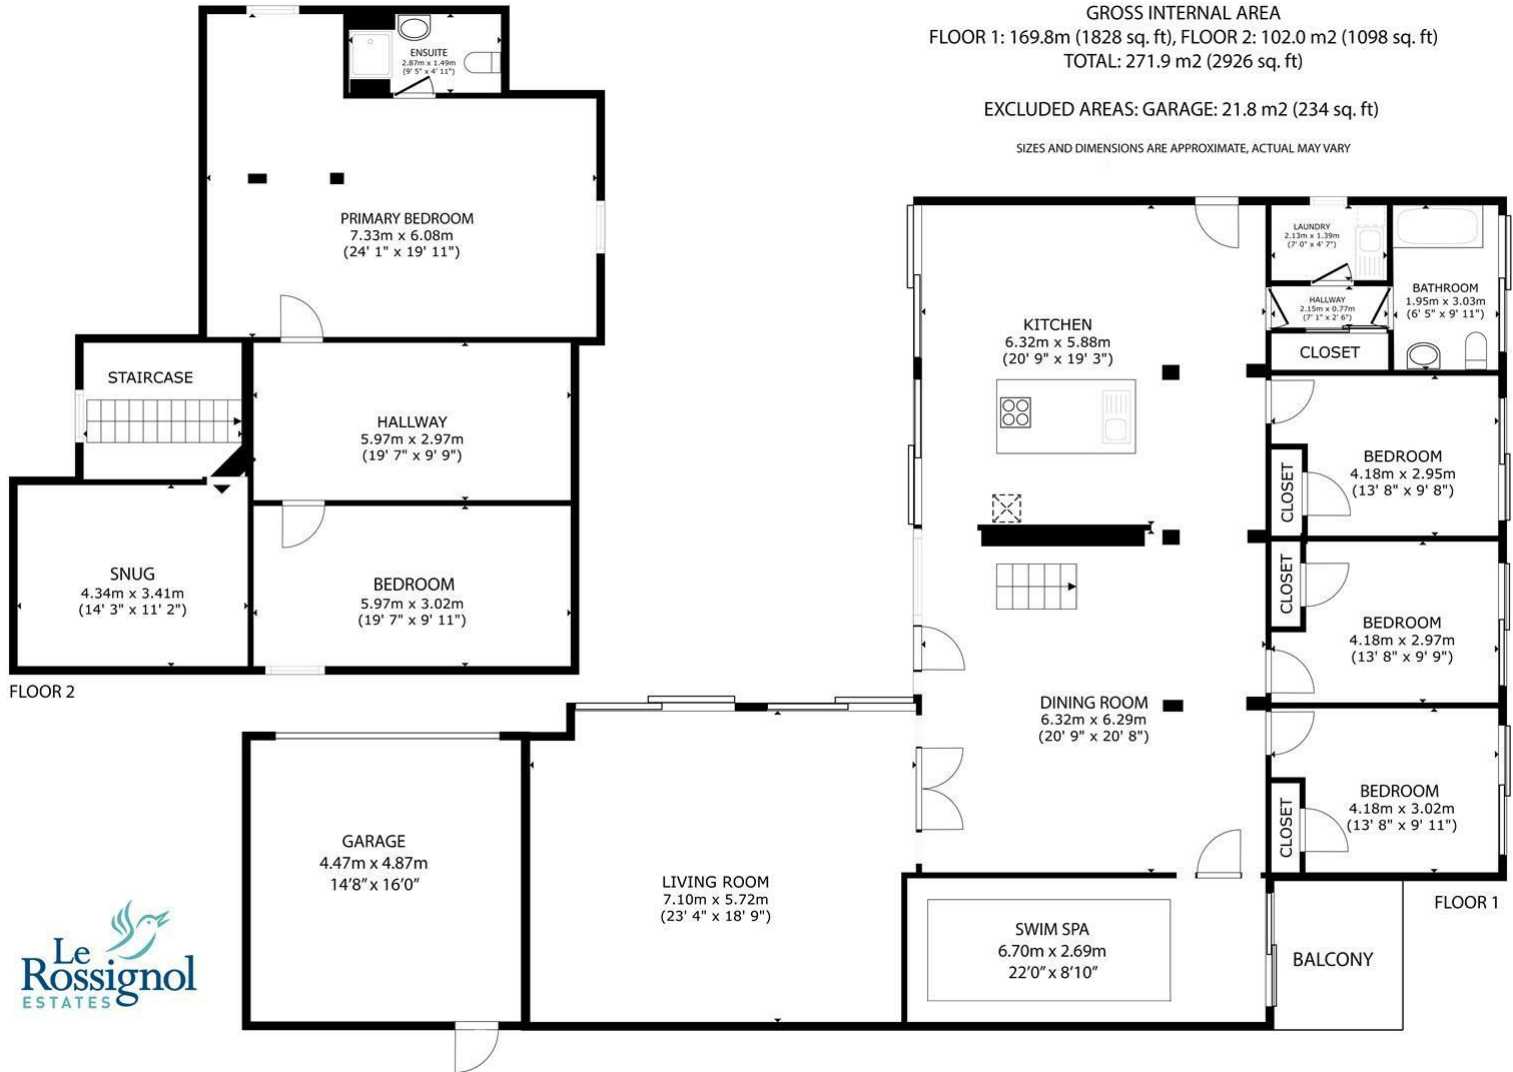 GROSS INTERNAL AREA
FLOOR 1: 169.8m (1828 sq. ft), FLOOR 2: 102.0 m2 (1098 sq. ft)
TOTAL: 271.9 m2 (2926 sq. ft)
EXCLUDED AREAS: GARAGE: 21.8 m2 (234 sq. ft)
SIZES AND DIMENSIONS ARE APPROXIMATE, ACTUAL MAY VARY
ENSUITE
2.87m x 1.49m
(9' 5" x 4' 11")
PRIMARY BEDROOM
7.33m x 6.08m
(24' 1" x 19' 11")
STAIRCASE
HALLWAY
5.97m x 2.97m
(19' 7" x 9' 9")
SNUG
4.34m x 3.41m
(14' 3" x 11' 2")
BEDROOM
5.97m x 3.02m
(19' 7" x 9' 11")
FLOOR 2
KITCHEN
6.32m x 5.88m
(20' 9" x 19' 3")
LAUNDRY
2.13m x 1.39m
(7' 0" x 4' 7")
HALLWAY
2.15m x 0.77m
(7' 1" x 2' 6")
CLOSET
BATHROOM
1.95m x 3.03m
(6' 5" x 9' 11")
BEDROOM
4.18m x 2.95m
(13' 8" x 9' 8")
CLOSET
CLOSET
BEDROOM
4.18m x 2.97m
(13' 8" x 9' 9")
DINING ROOM
6.32m x 6.29m
(20' 9" x 20' 8")
BEDROOM
4.18m x 3.02m
(13' 8" x 9' 11")
CLOSET
GARAGE
4.47m x 4.87m
14'8" x 16'0"
LIVING ROOM
7.10m x 5.72m
(23' 4" x 18' 9")
SWIM SPA
6.70m x 2.69m
22'0" x 8'10"
BALCONY
FLOOR 1
Le
Rossignol
ESTATES